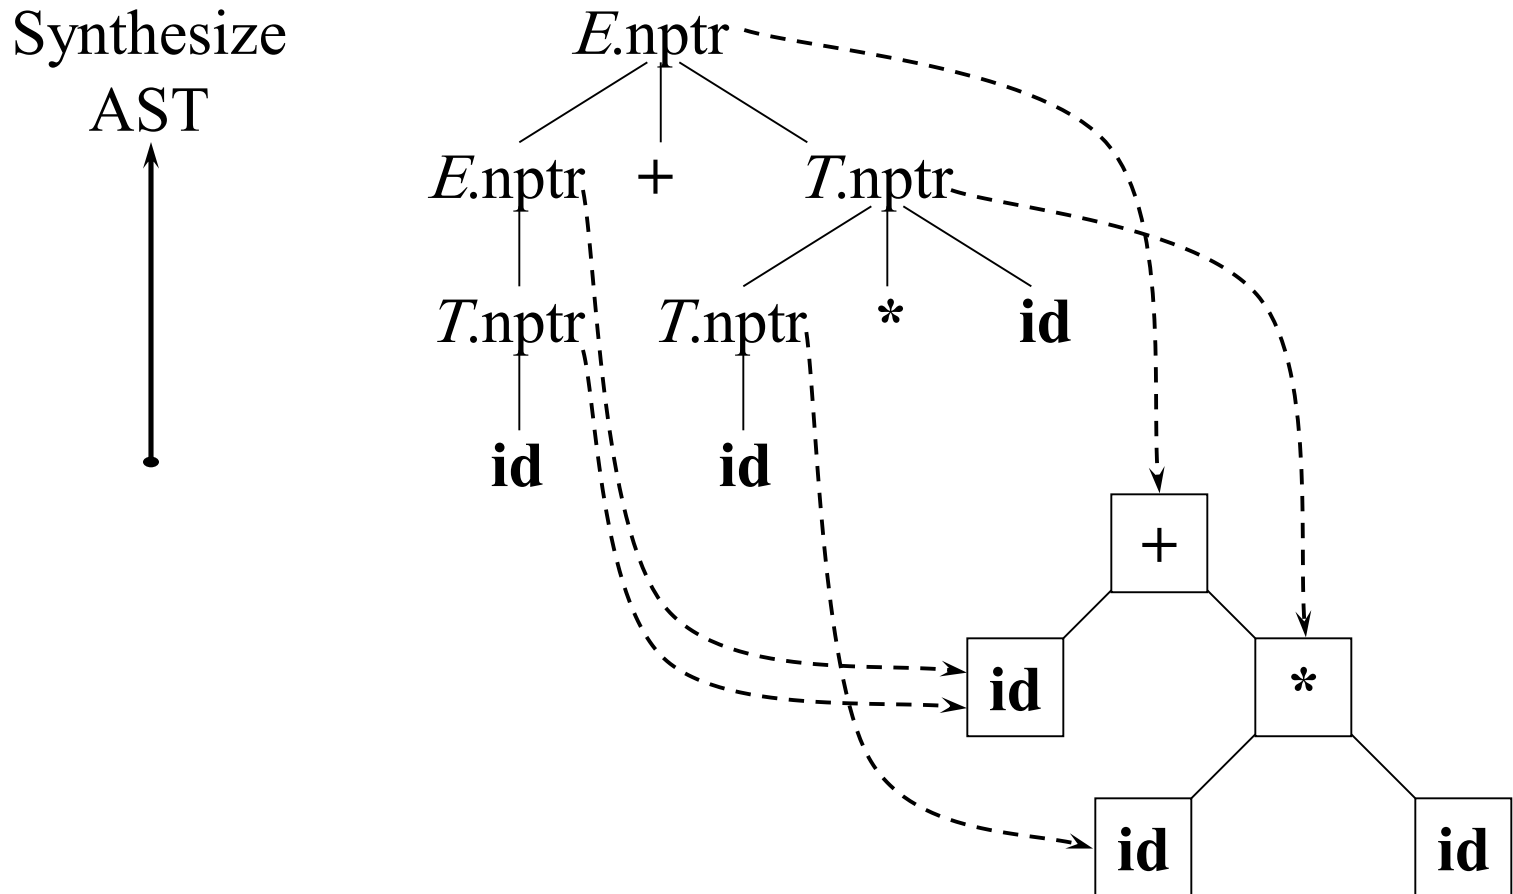 Synthesize
AST
E.nptr
E.nptr + T.nptr
T.nptr T.nptr * id
id id
+
id *
id id